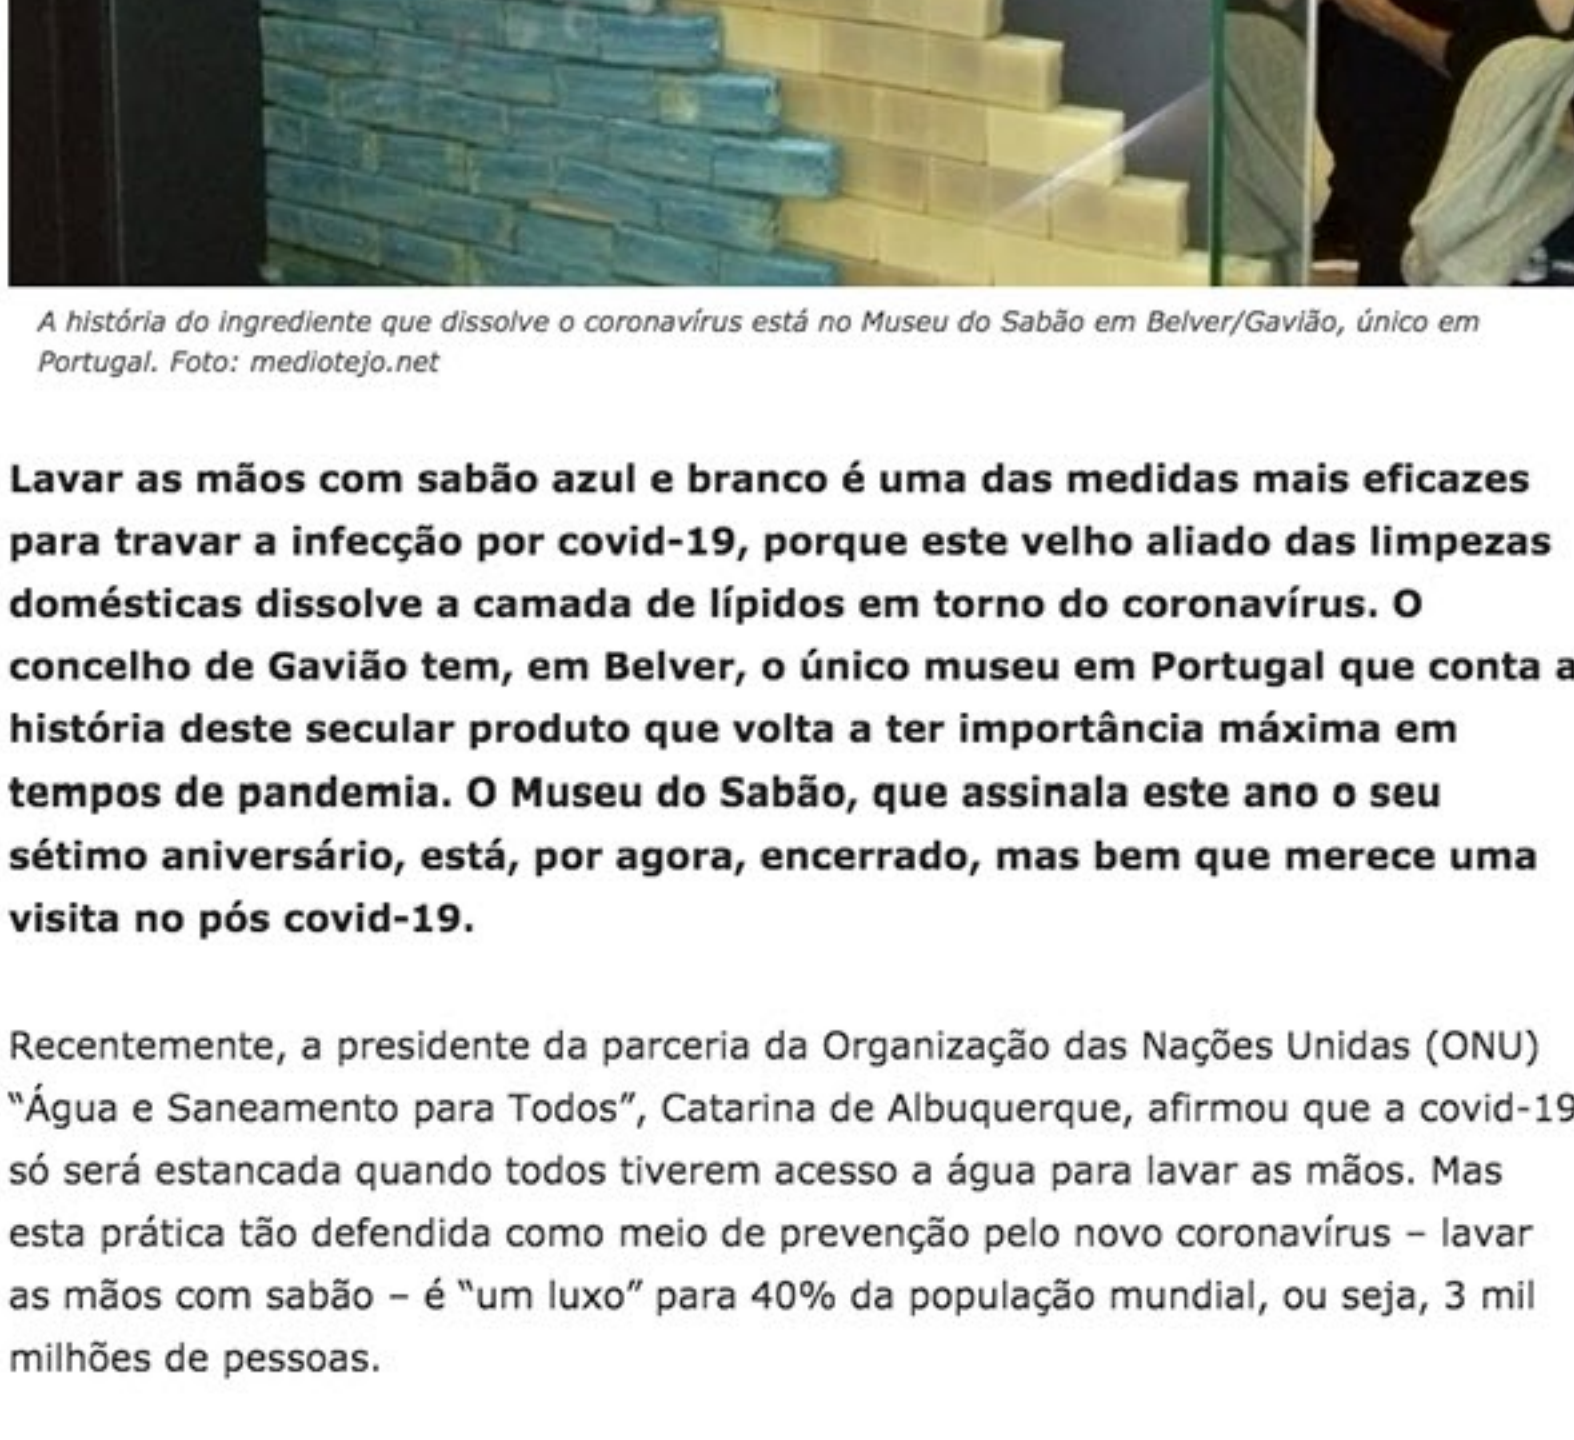 A história do ingrediente que dissolve o coronavírus está no Museu do Sabão em Belver/Gavião, único em
Portugal. Foto: mediotejo.net
Lavar as mãos com sabão azul e branco é uma das medidas mais eficazes
para travar a infecção por covid-19, porque este velho aliado das limpezas
domésticas dissolve a camada de lípidos em torno do coronavírus. O
concelho de Gavião tem, em Belver, o único museu em Portugal que conta a
história deste secular produto que volta a ter importância máxima em
tempos de pandemia. O Museu do Sabão, que assinala este ano o seu
sétimo aniversário, está, por agora, encerrado, mas bem que merece uma
visita no pós covid-19.
Recentemente, a presidente da parceria da Organização das Nações Unidas (ONU)
“Água e Saneamento para Todos”, Catarina de Albuquerque, afirmou que a covid-19
só será estancada quando todos tiverem acesso a água para lavar as mãos. Mas
esta prática tão defendida como meio de prevenção pelo novo coronavírus – lavar
as mãos com sabão – é “um luxo” para 40% da população mundial, ou seja, 3 mil
milhões de pessoas.